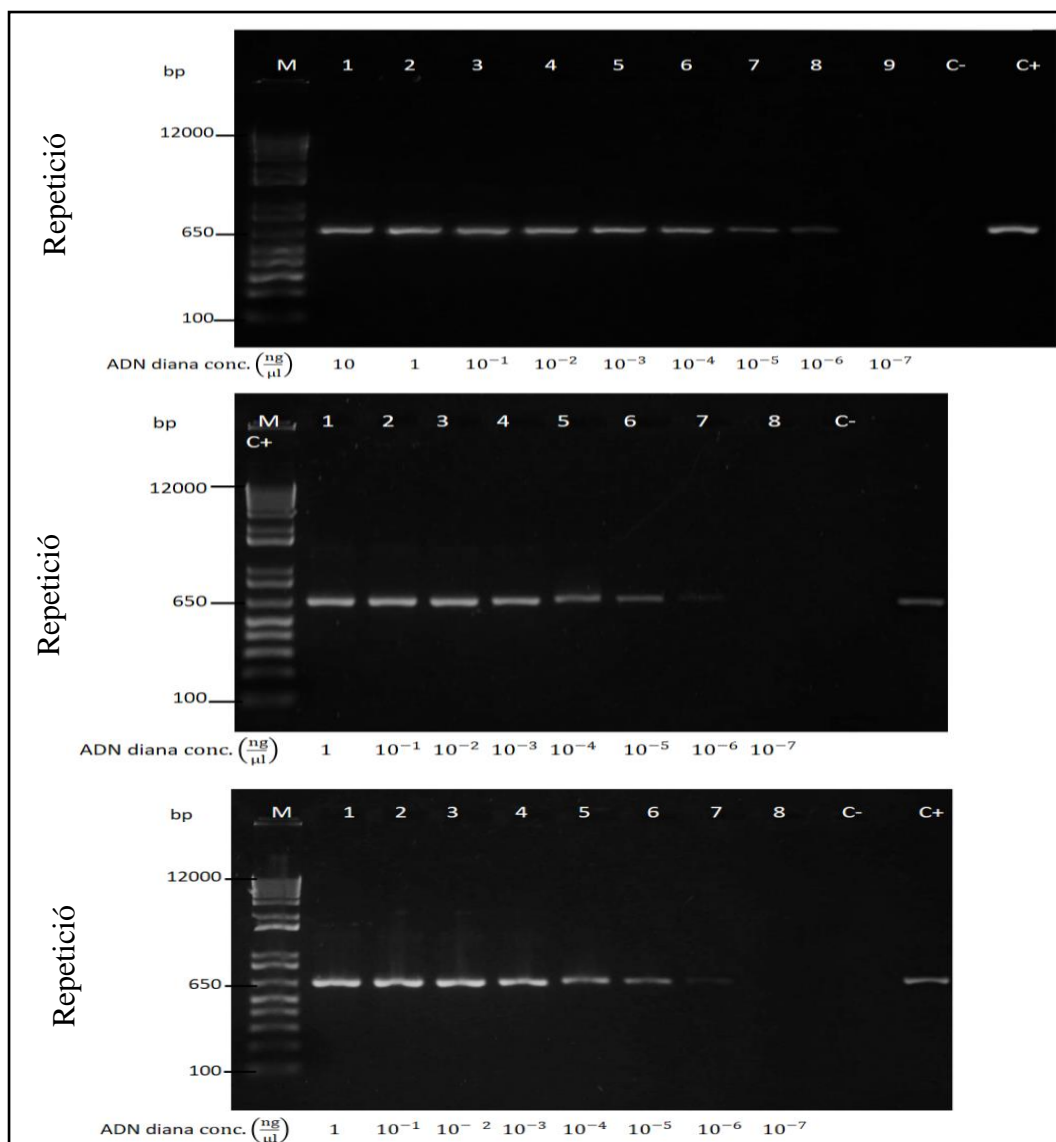 Repetició
bp M 1 2 3 4 5 6 7 8 9 C- C+
12000
650
100
ADN diana conc. (ng/μl) 10 1 10⁻¹ 10⁻² 10⁻³ 10⁻⁴ 10⁻⁵ 10⁻⁶ 10⁻⁷
Repetició
bp M 1 2 3 4 5 6 7 8 C-
C+
12000
650
100
ADN diana conc. (ng/μl) 1 10⁻¹ 10⁻² 10⁻³ 10⁻⁴ 10⁻⁵ 10⁻⁶ 10⁻⁷
Repetició
bp M 1 2 3 4 5 6 7 8 C- C+
12000
650
100
ADN diana conc. (ng/μl) 1 10⁻¹ 10⁻ ² 10⁻³ 10⁻⁴ 10⁻⁵ 10⁻⁶ 10⁻⁷